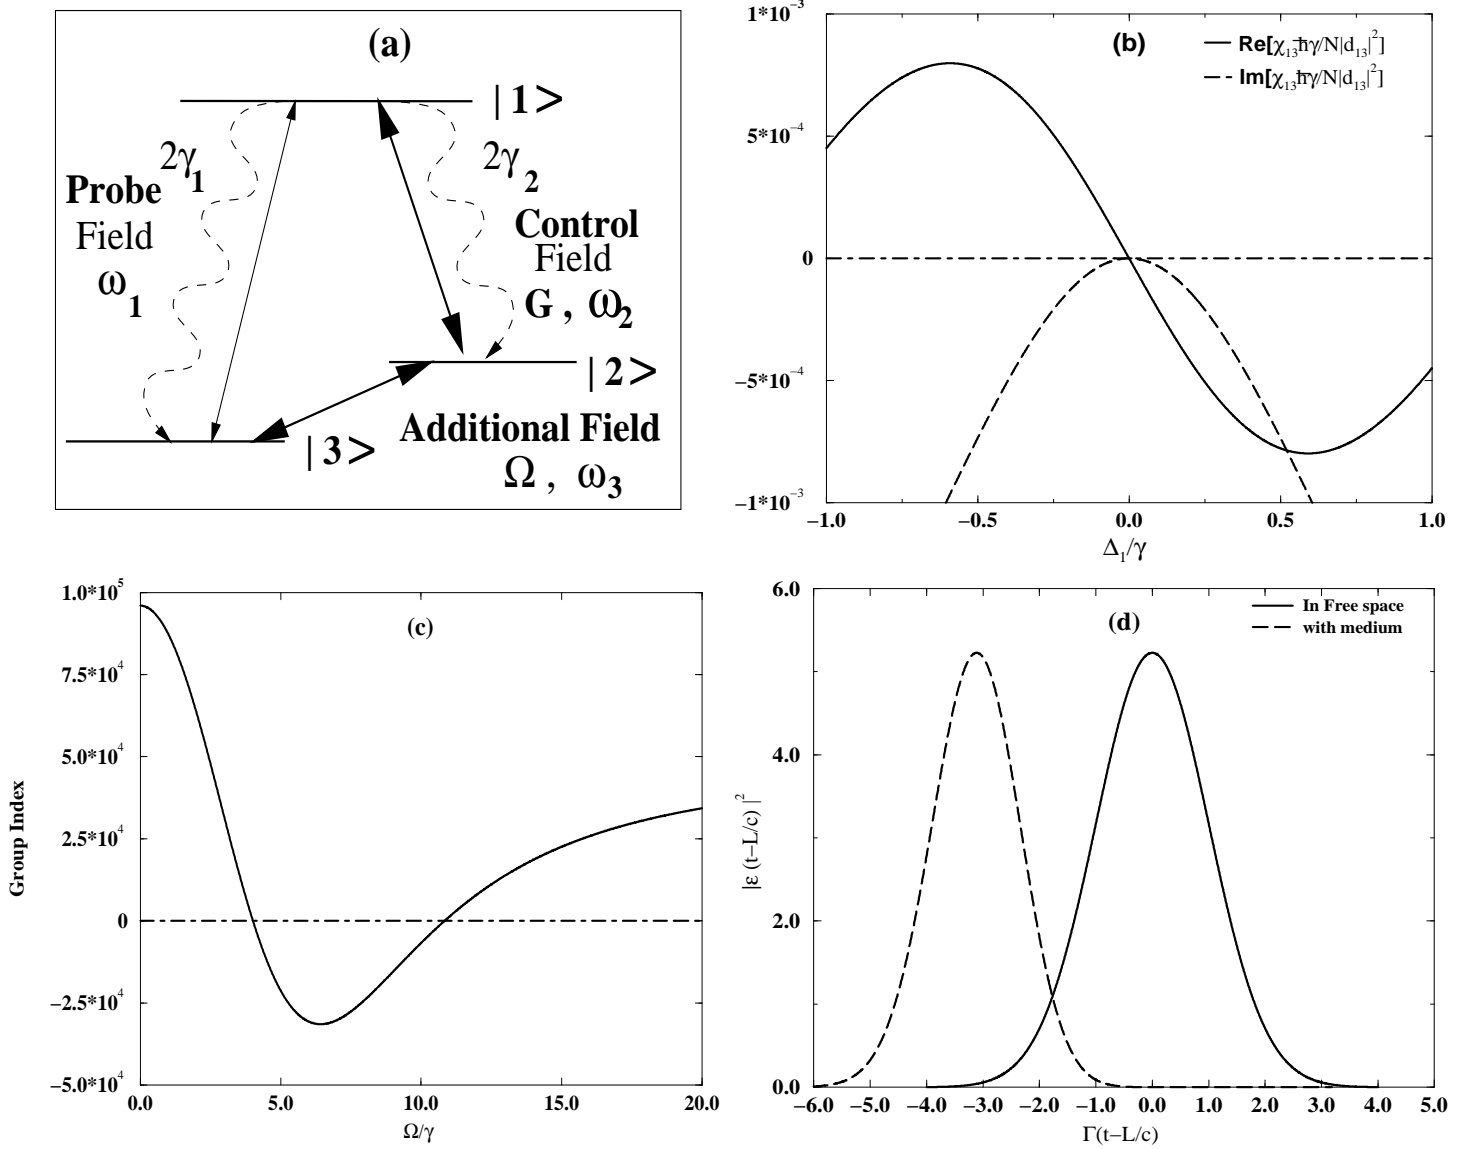 (a)
|1>
2γ1
2γ2
Probe
Field
ω1
Control
Field
G , ω2
|2>
|3>
Additional Field
Ω , ω3
(b)
Re[χ13ħγ/N|d13|²]
Im[χ13ħγ/N|d13|²]
1*10⁻³
5*10⁻⁴
0
−5*10⁻⁴
−1*10⁻³
−1.0 −0.5 0.0 0.5 1.0
Δ1/γ
(c)
Group Index
1.0*10⁵
7.5*10⁴
5.0*10⁴
2.5*10⁴
0
−2.5*10⁴
−5.0*10⁴
0.0 5.0 10.0 15.0 20.0
Ω/γ
(d)
In Free space
with medium
|ε (t−L/c) |²
6.0
4.0
2.0
0.0
−6.0 −5.0 −4.0 −3.0 −2.0 −1.0 0.0 1.0 2.0 3.0 4.0 5.0
Γ(t−L/c)